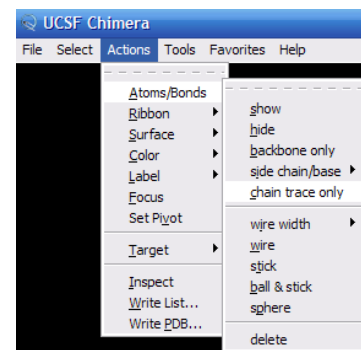 UCSF Chimera
File Select Actions Tools Favorites Help
Atoms/Bonds
Ribbon
Surface
Color
Label
Focus
Set Pivot
Target
Inspect
Write List...
Write PDB...
show
hide
backbone only
side chain/base
chain trace only
wire width
wire
stick
ball & stick
sphere
delete